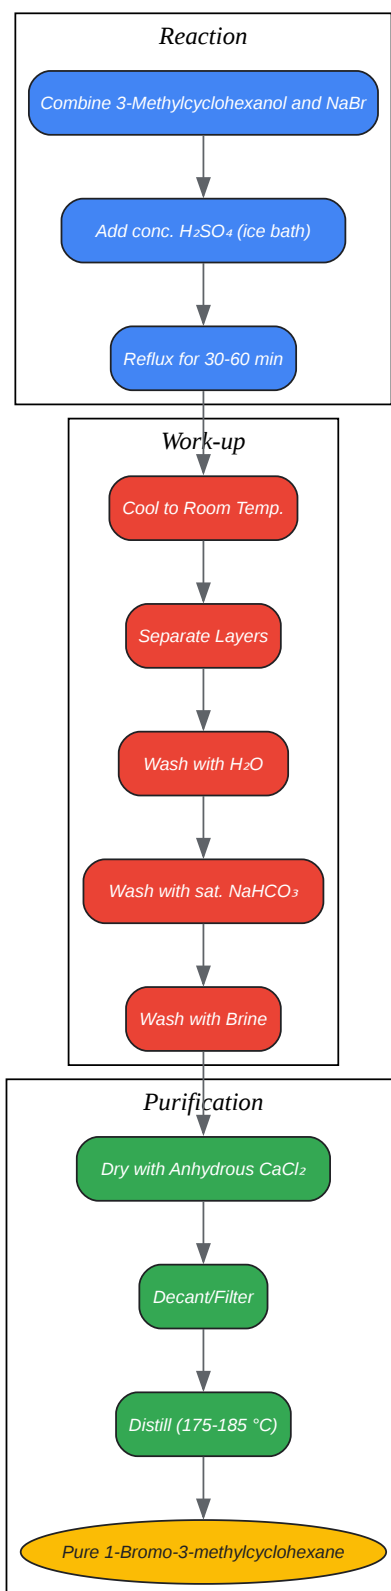 Reaction
Combine 3-Methylcyclohexanol and NaBr
Add conc. H₂SO₄ (ice bath)
Reflux for 30-60 min
Work-up
Cool to Room Temp.
Separate Layers
Wash with H₂O
Wash with sat. NaHCO₃
Wash with Brine
Purification
Dry with Anhydrous CaCl₂
Decant/Filter
Distill (175-185 °C)
Pure 1-Bromo-3-methylcyclohexane